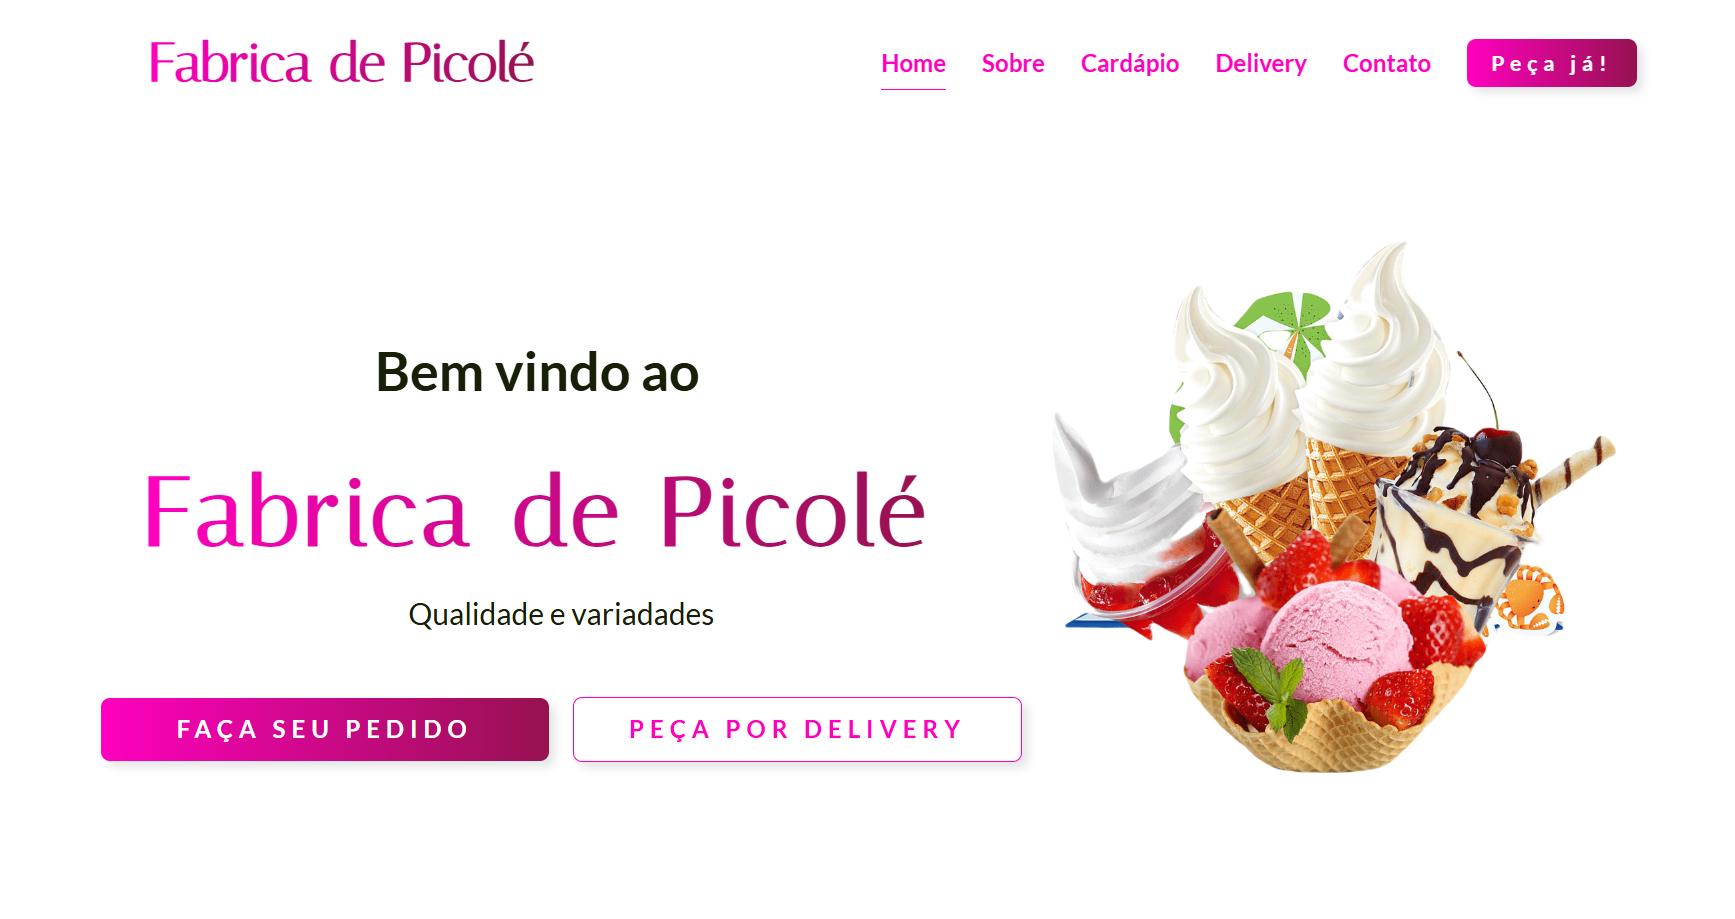 Fabrica de Picolé
Home Sobre Cardápio Delivery Contato Peça já!
Bem vindo ao
Fabrica de Picolé
Qualidade e variadades
FAÇA SEU PEDIDO PEÇA POR DELIVERY